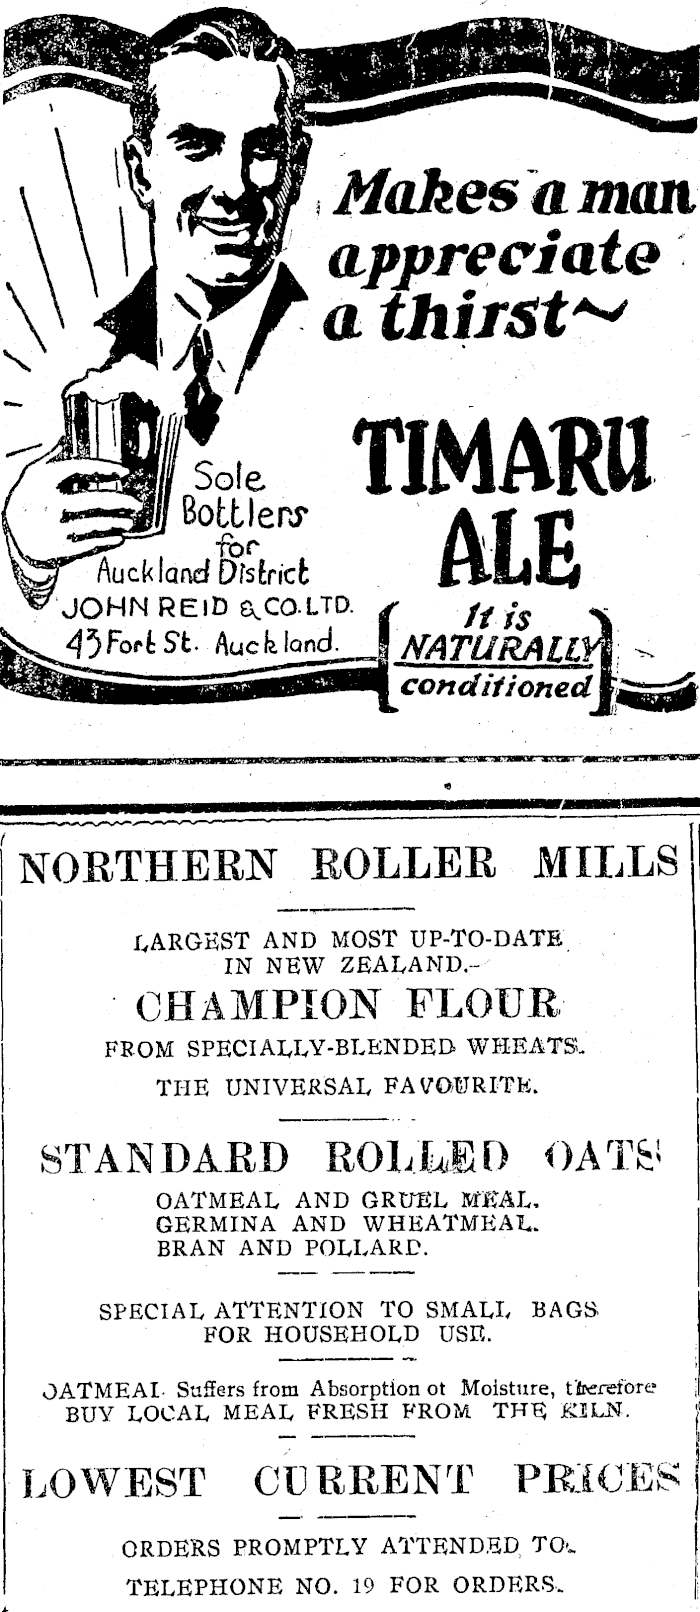 Makes a man
appreciate
a thirst~
TIMARU
ALE
Sole
Bottlers
for
Auckland District
JOHN REID & CO. LTD.
43 Fort St. Auckland.
It is
NATURALLY
conditioned
NORTHERN ROLLER MILLS
LARGEST AND MOST UP-TO-DATE
IN NEW ZEALAND.
CHAMPION FLOUR
FROM SPECIALLY-BLENDED WHEATS.
THE UNIVERSAL FAVOURITE.
STANDARD ROLLED OATS
OATMEAL AND GRUEL MEAL.
GERMINA AND WHEATMEAL.
BRAN AND POLLARD.
SPECIAL ATTENTION TO SMALL BAGS
FOR HOUSEHOLD USE.
OATMEAL Suffers from Absorption of Moisture, therefore
BUY LOCAL MEAL FRESH FROM THE KILN.
LOWEST CURRENT PRICES
ORDERS PROMPTLY ATTENDED TO.
TELEPHONE NO. 19 FOR ORDERS.